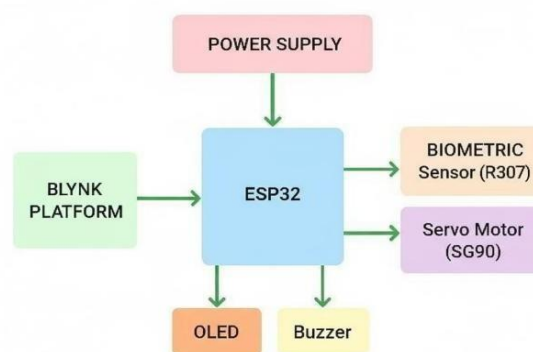 POWER SUPPLY
BLYNK
PLATFORM
ESP32
BIOMETRIC
Sensor (R307)
Servo Motor
(SG90)
OLED
Buzzer